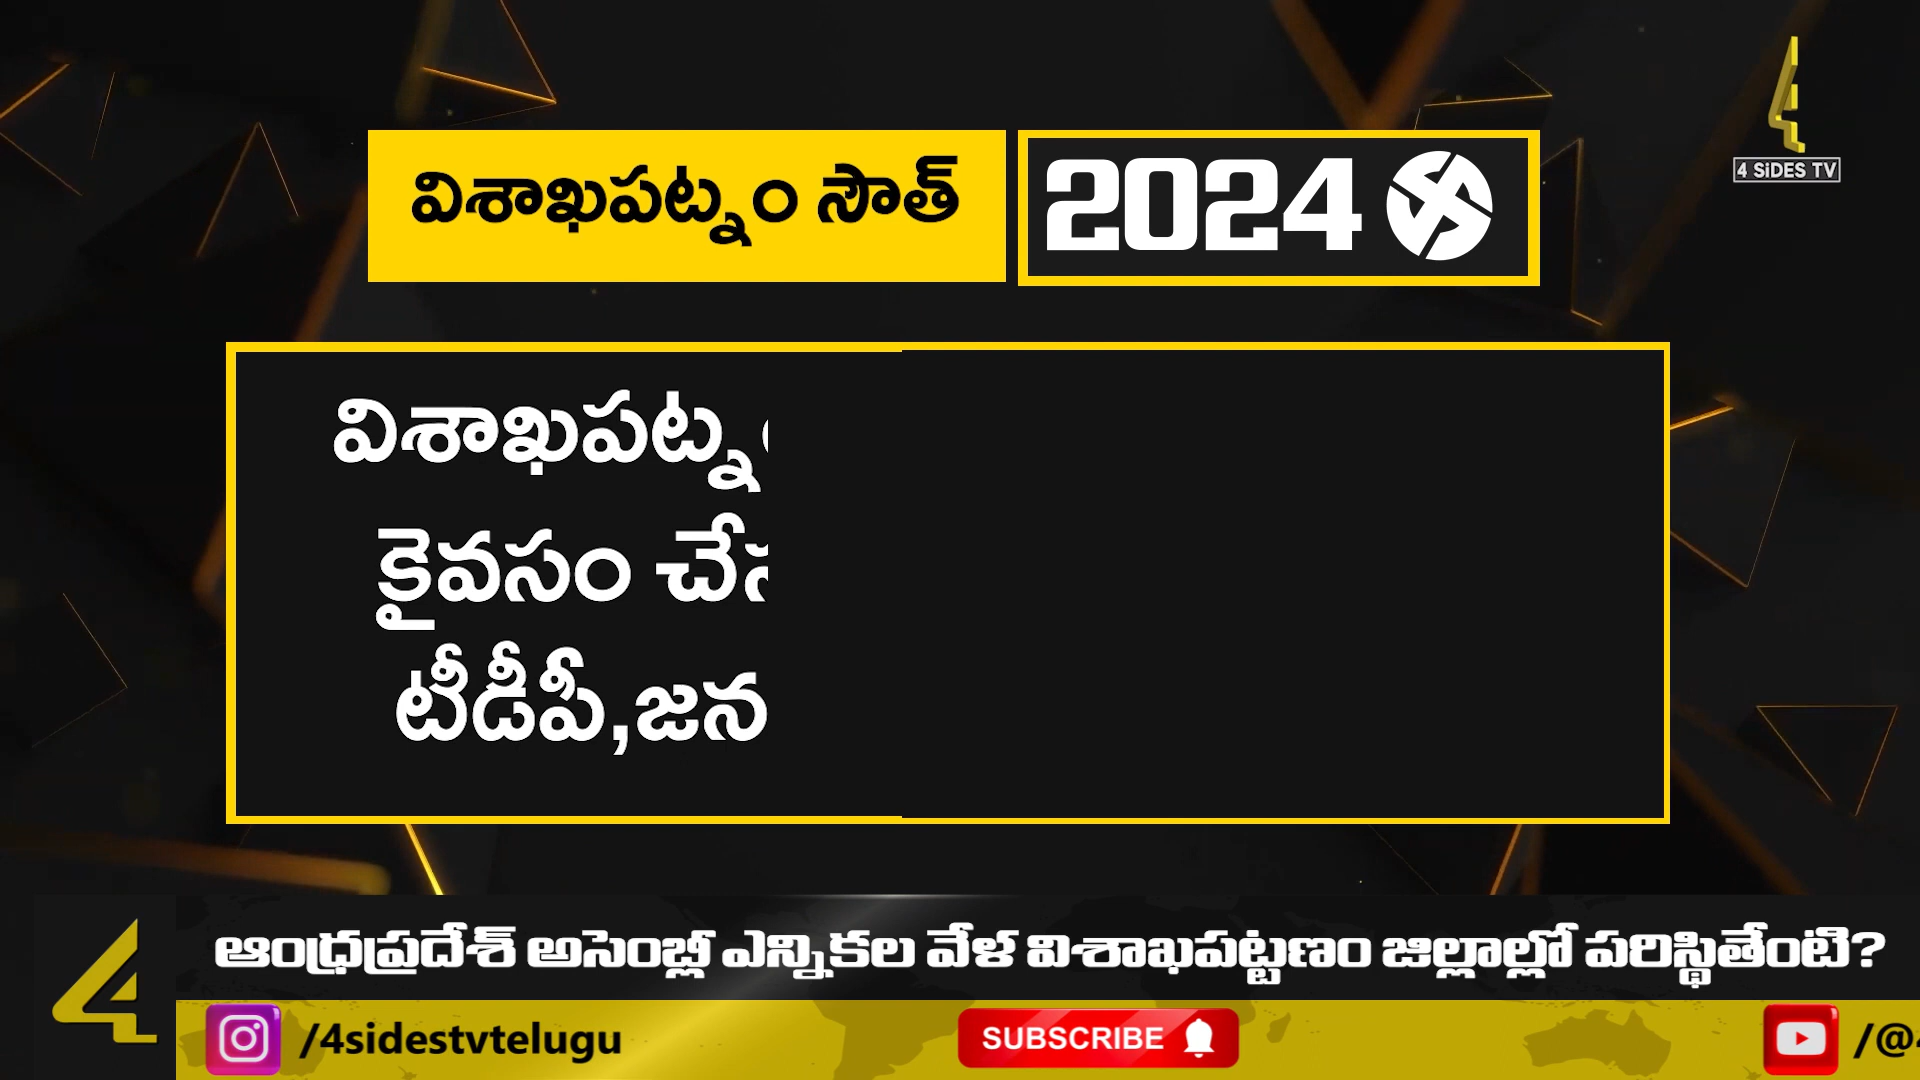 విశాఖపట్నం సౌత్
2024
4 SiDES TV
విశాఖపట్నం
కైవసం
టీడీపీ,జన
ఆంధ్రప్రదేశ్ అసెంబ్లీ ఎన్నికల వేళ విశాఖపట్టణం జిల్లాల్లో పరిస్థితేంటి?
/4sidestvtelugu
SUBSCRIBE
/@